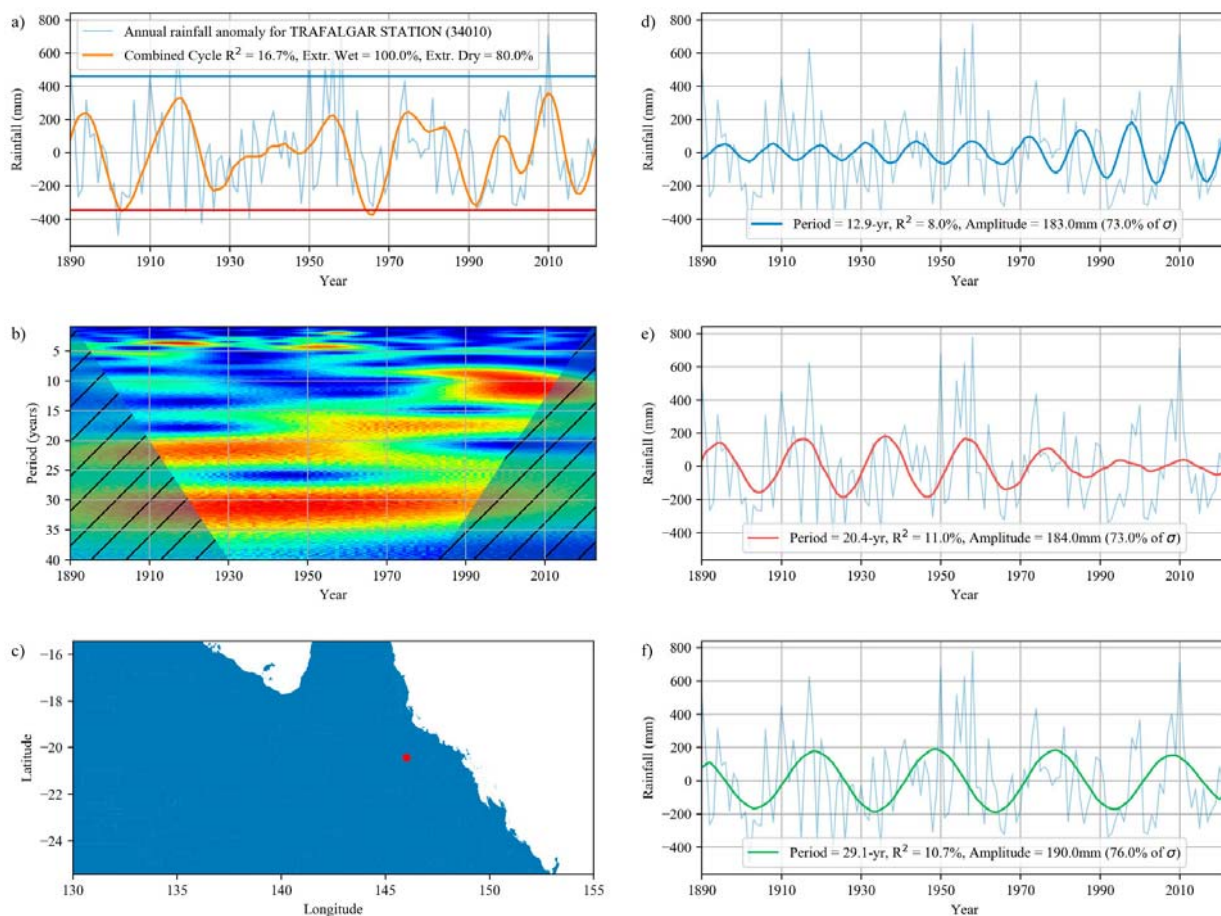 a)
800
600
400
200
0
−200
−400
Rainfall (mm)
Annual rainfall anomaly for TRAFALGAR STATION (34010)
Combined Cycle R² = 16.7%, Extr. Wet = 100.0%, Extr. Dry = 80.0%
1890 1910 1930 1950 1970 1990 2010
Year
d)
800
600
400
200
0
−200
−400
Rainfall (mm)
Period = 12.9-yr, R² = 8.0%, Amplitude = 183.0mm (73.0% of σ)
1890 1910 1930 1950 1970 1990 2010
Year
b)
5
10
15
20
25
30
35
40
Period (years)
1890 1910 1930 1950 1970 1990 2010
Year
e)
800
600
400
200
0
−200
−400
Rainfall (mm)
Period = 20.4-yr, R² = 11.0%, Amplitude = 184.0mm (73.0% of σ)
1890 1910 1930 1950 1970 1990 2010
Year
c)
−16
−18
−20
−22
−24
Latitude
130 135 140 145 150 155
Longitude
f)
800
600
400
200
0
−200
−400
Rainfall (mm)
Period = 29.1-yr, R² = 10.7%, Amplitude = 190.0mm (76.0% of σ)
1890 1910 1930 1950 1970 1990 2010
Year